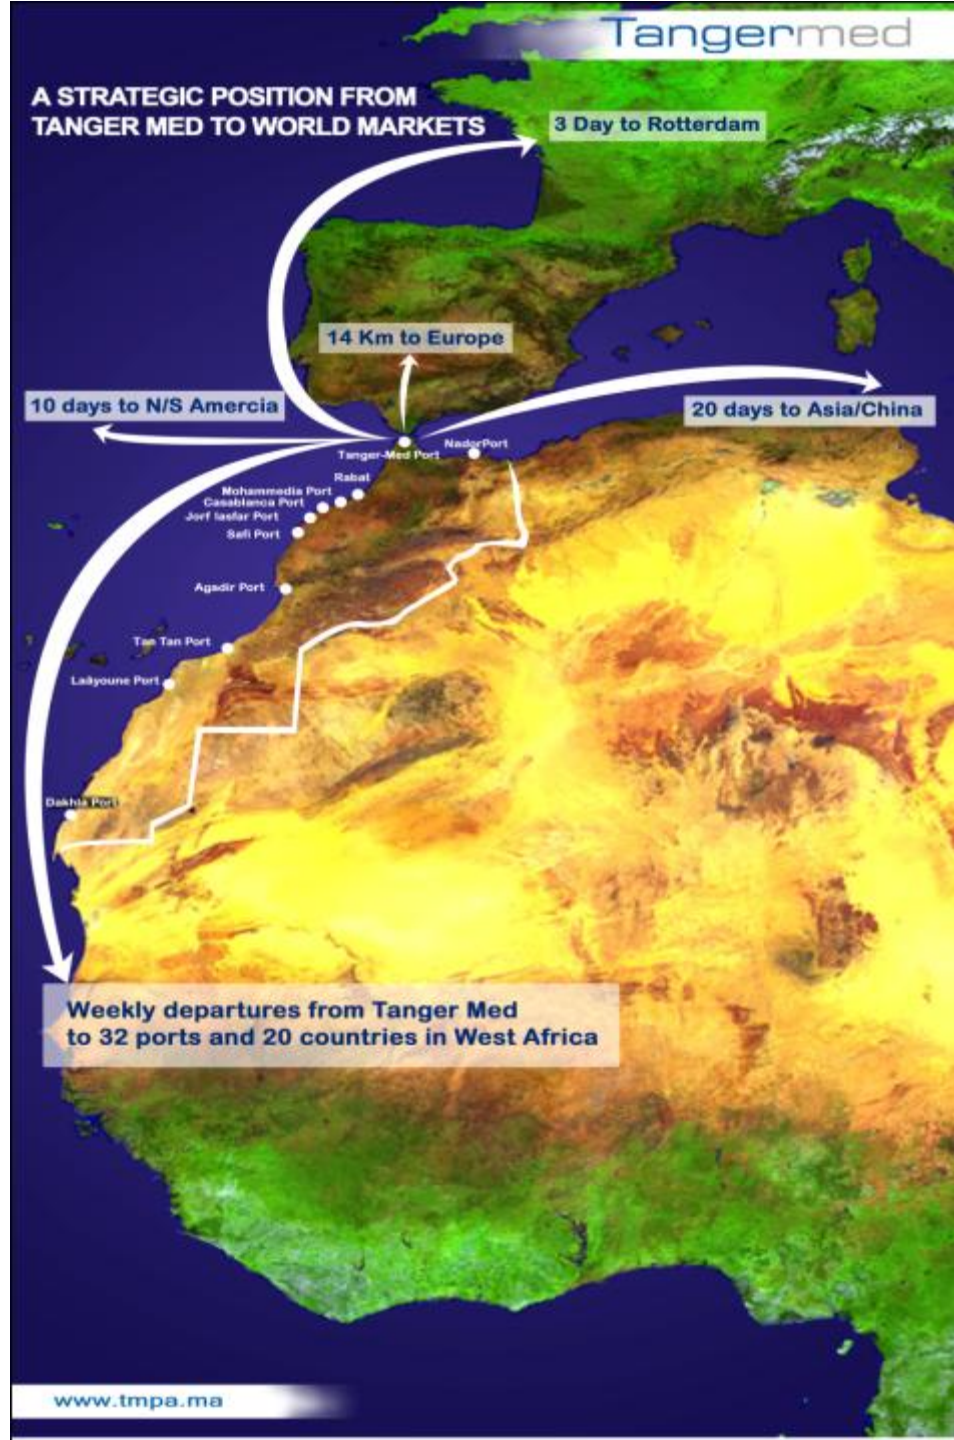 Tangermed
A STRATEGIC POSITION FROM
TANGER MED TO WORLD MARKETS
3 Day to Rotterdam
14 Km to Europe
10 days to N/S Amercia
20 days to Asia/China
NadorPort
Tanger-Med Port
Rabat
Mohammedia Port
Casablanca Port
Jorf lasfar Port
Safi Port
Agadir Port
Tan Tan Port
Laâyoune Port
Dakhla Port
Weekly departures from Tanger Med
to 32 ports and 20 countries in West Africa
www.tmpa.ma